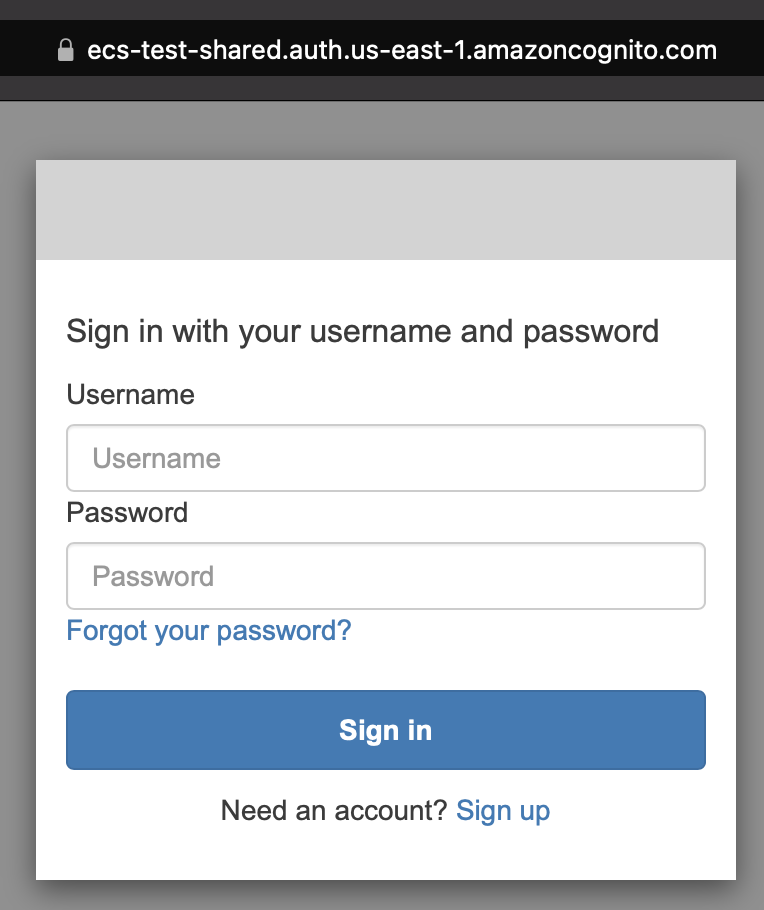 ecs-test-shared.auth.us-east-1.amazoncognito.com
Sign in with your username and password
Username
Username
Password
Password
Forgot your password?
Sign in
Need an account? Sign up